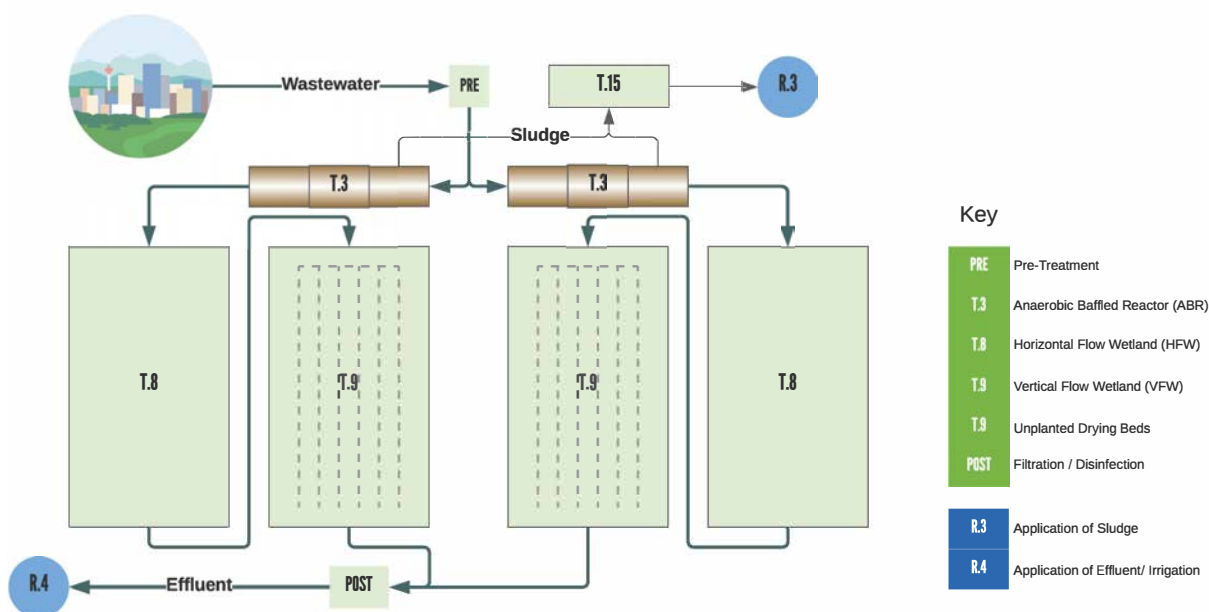 Wastewater
PRE
T.15
R.3
Sludge
T.3
T.3
T.8
T.9
T.9
T.8
R.4
Effluent
POST
Key
PRE Pre-Treatment
T.3 Anaerobic Baffled Reactor (ABR)
T.8 Horizontal Flow Wetland (HFW)
T.9 Vertical Flow Wetland (VFW)
T.9 Unplanted Drying Beds
POST Filtration / Disinfection
R.3 Application of Sludge
R.4 Application of Effluent/ Irrigation